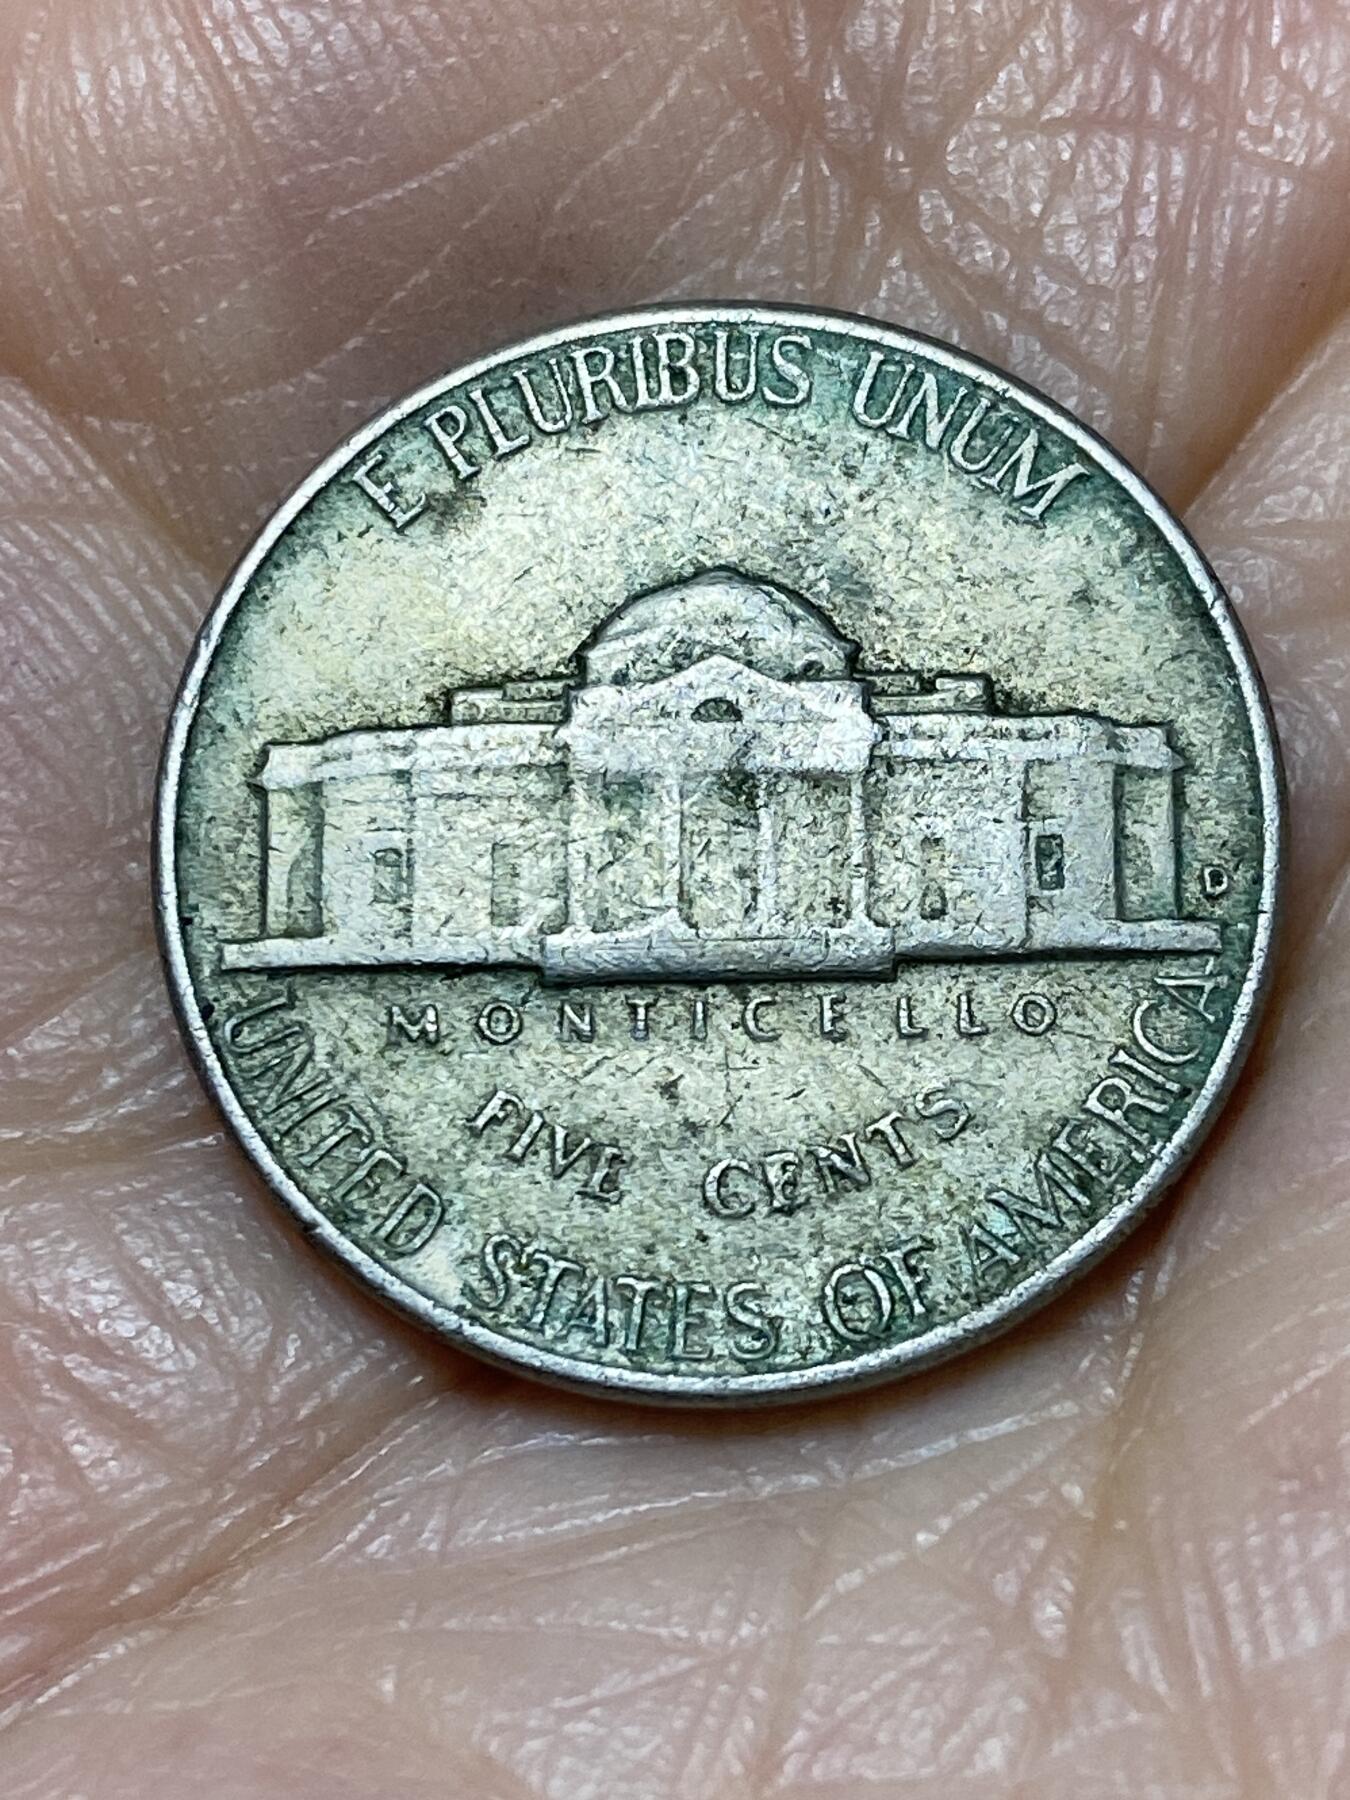 E PLURIBUS UNUM
D
MONTICELLO
FIVE CENTS
UNITED STATES OF AMERICA